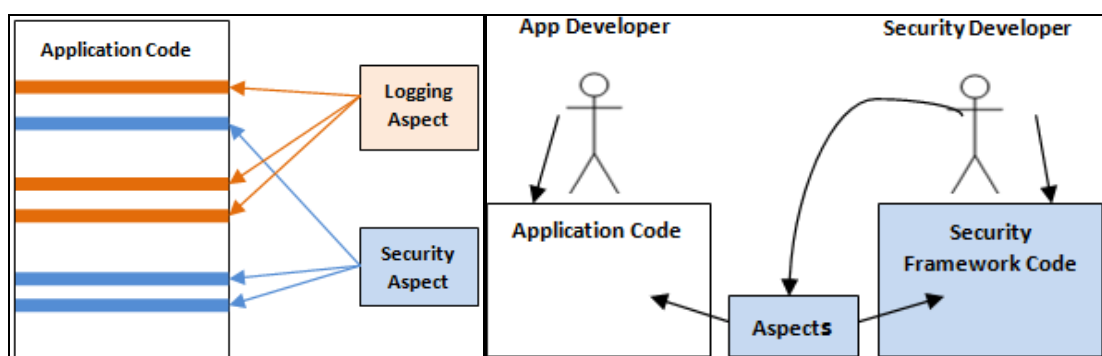 Application Code
Logging
Aspect
Security
Aspect
App Developer
Security Developer
Application Code
Security
Framework Code
Aspects